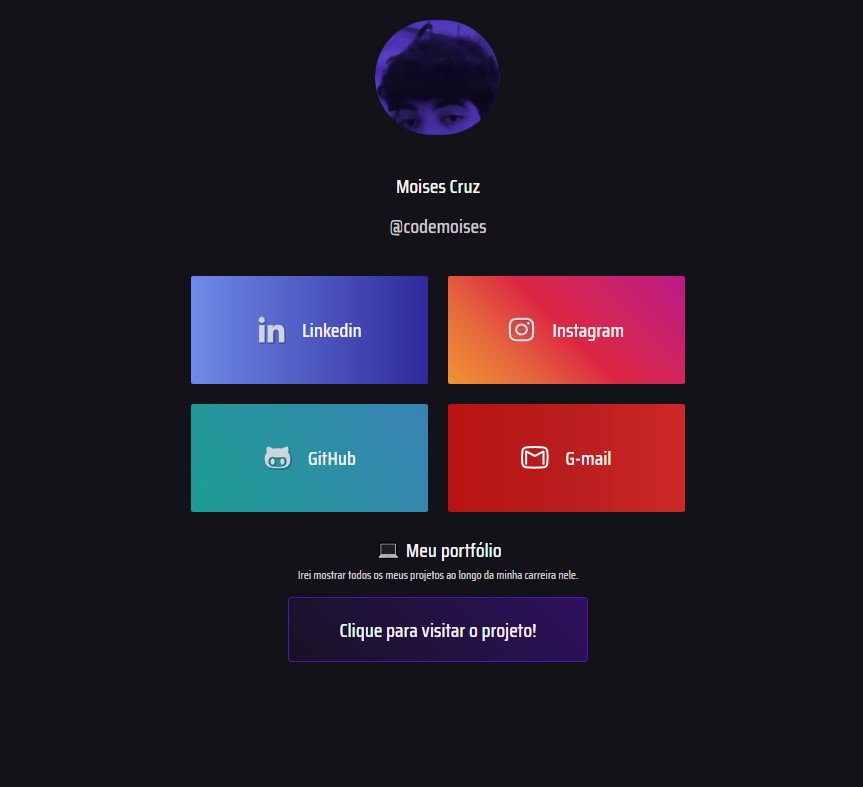 Moises Cruz
@codemoises
Linkedin
Instagram
GitHub
G-mail
Meu portfólio
Irei mostrar todos os meus projetos ao longo da minha carreira nele.
Clique para visitar o projeto!